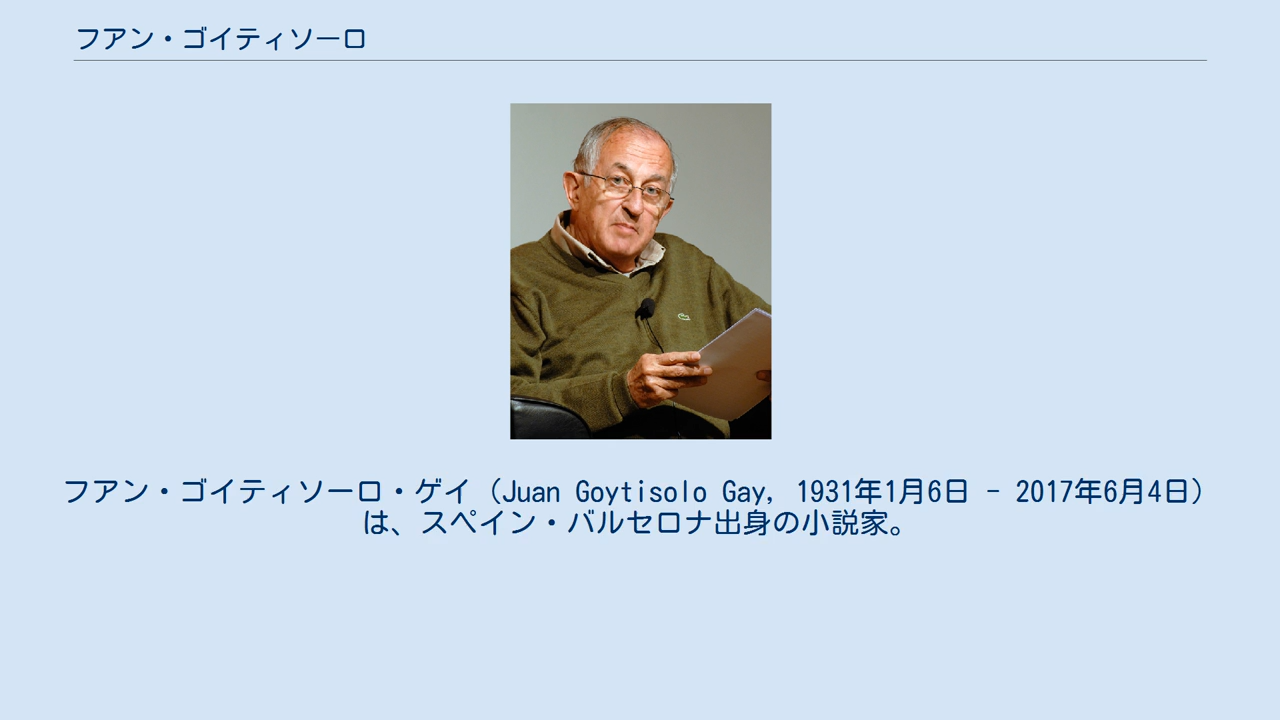 フアン・ゴイティソーロ
フアン・ゴイティソーロ・ゲイ（Juan Goytisolo Gay, 1931年1月6日 - 2017年6月4日）
は、スペイン・バルセロナ出身の小説家。